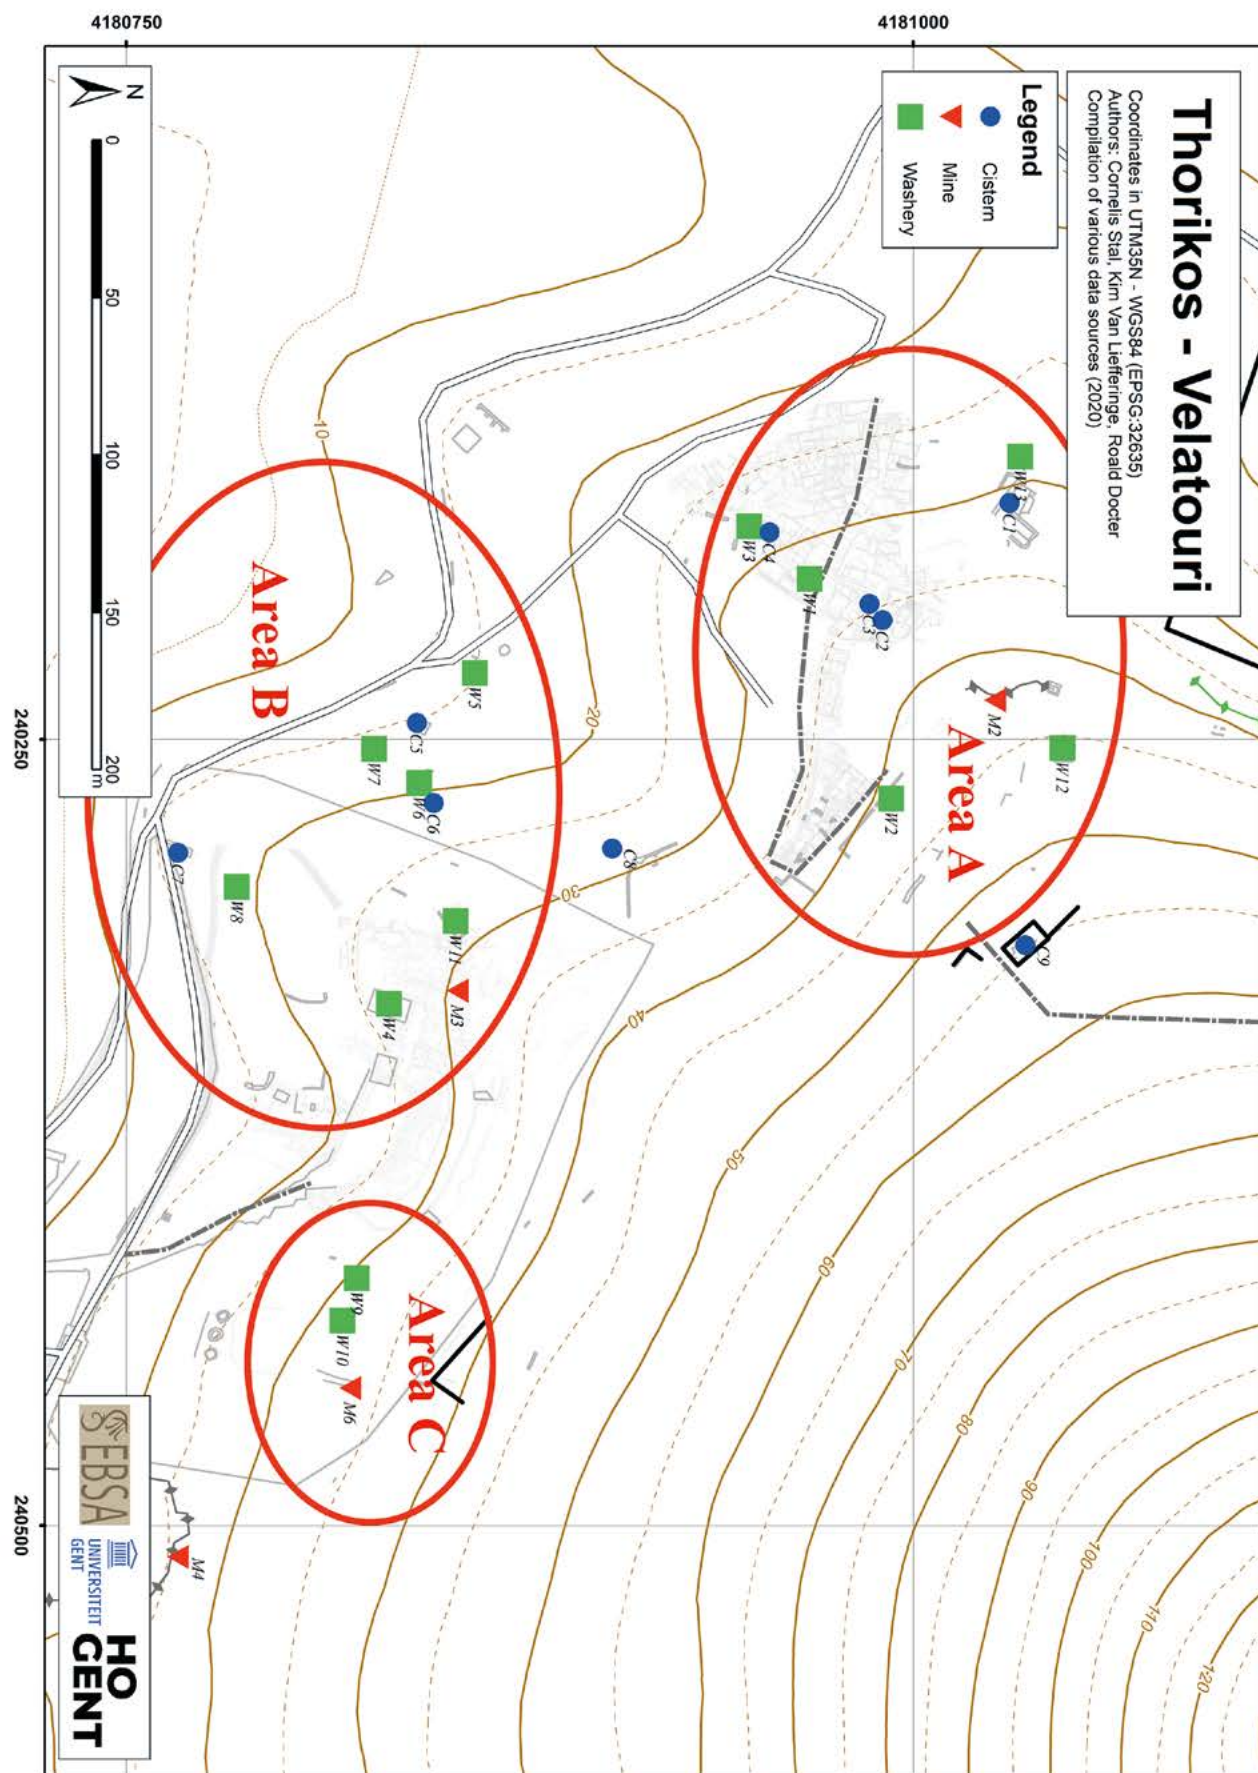 4180750
4181000
Thorikos - Velatouri
Coordinates in UTM35N - WGS84 (EPSG:32635)
Authors: Cornelis Stal, Kim Van Liefferinge, Roald Docter
Compilation of various data sources (2020)
Legend
Cistern
Mine
Washery
N
0
50
100
150
200
m
240250
240500
Area A
W13
C1
W3
C4
W1
C3
C2
M2
W12
W2
C9
C8
Area B
W5
C5
W7
W6
C6
C7
W8
W11
M3
W4
Area C
W9
W10
M6
M4
10
20
30
40
50
60
70
80
90
100
110
120
EBSA
UNIVERSITEIT
GENT
HO
GENT